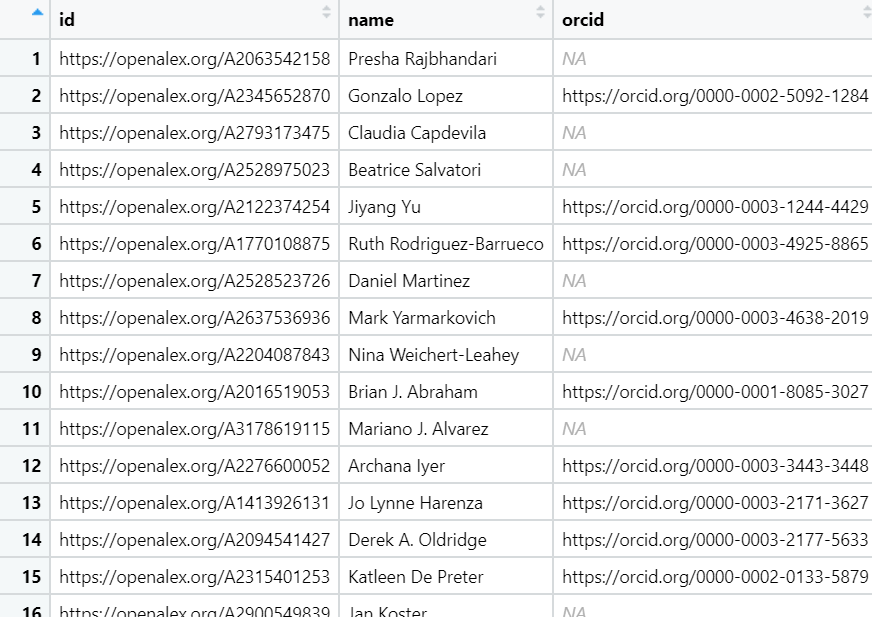 id name orcid
1 https://openalex.org/A2063542158 Presha Rajbhandari NA
2 https://openalex.org/A2345652870 Gonzalo Lopez https://orcid.org/0000-0002-5092-1284
3 https://openalex.org/A2793173475 Claudia Capdevila NA
4 https://openalex.org/A2528975023 Beatrice Salvatori NA
5 https://openalex.org/A2122374254 Jiyang Yu https://orcid.org/0000-0003-1244-4429
6 https://openalex.org/A1770108875 Ruth Rodriguez-Barrueco https://orcid.org/0000-0003-4925-8865
7 https://openalex.org/A2528523726 Daniel Martinez NA
8 https://openalex.org/A2637536936 Mark Yarmarkovich https://orcid.org/0000-0003-4638-2019
9 https://openalex.org/A2204087843 Nina Weichert-Leahey NA
10 https://openalex.org/A2016519053 Brian J. Abraham https://orcid.org/0000-0001-8085-3027
11 https://openalex.org/A3178619115 Mariano J. Alvarez NA
12 https://openalex.org/A2276600052 Archana Iyer https://orcid.org/0000-0003-3443-3448
13 https://openalex.org/A1413926131 Jo Lynne Harenza https://orcid.org/0000-0003-2171-3627
14 https://openalex.org/A2094541427 Derek A. Oldridge https://orcid.org/0000-0003-2177-5633
15 https://openalex.org/A2315401253 Katleen De Preter https://orcid.org/0000-0002-0133-5879
16 https://openalex.org/A2900549839 Jan Koster NA